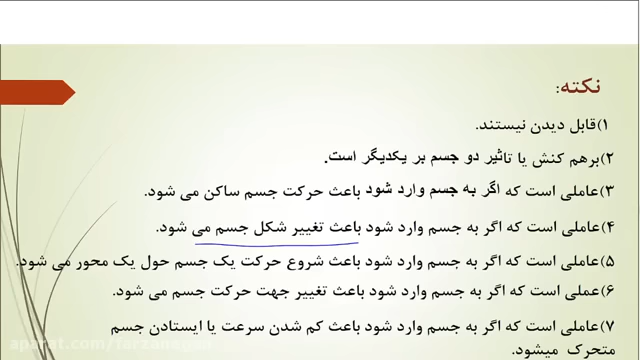 نکته:
۱)قابل دیدن نیستند.
۲)برهم کنش یا تاثیر دو جسم بر یکدیگر است.
۳)عاملی است که اگر به جسم وارد شود باعث حرکت جسم ساکن می شود.
۴)عاملی است که اگر به جسم وارد شود باعث تغییر شکل جسم می شود.
۵)عاملی است که اگر به جسم وارد شود باعث شروع حرکت یک جسم حول یک محور می شود.
۶)عملی است که اگر به جسم وارد شود باعث تغییر جهت حرکت جسم می شود.
۷)عاملی است که اگر به جسم وارد شود باعث کم شدن سرعت یا ایستادن جسم
متحرک میشود.